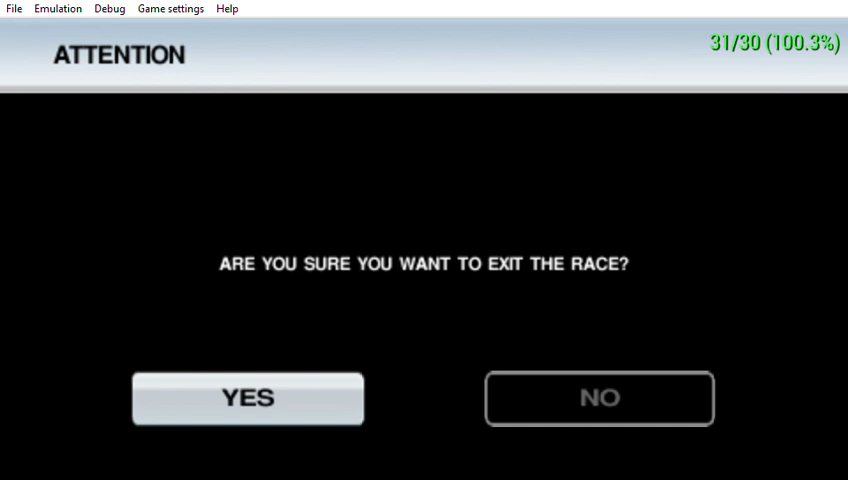 File Emulation Debug Game settings Help
ATTENTION
31/30 (100.3%)
ARE YOU SURE YOU WANT TO EXIT THE RACE?
YES NO